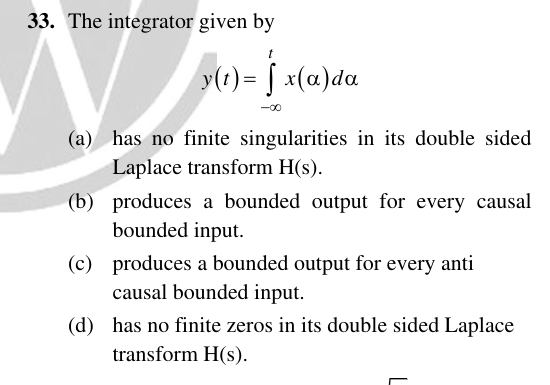 33. The integrator given by
y(t) = ∫_{-∞}^{t} x(α)dα
(a) has no finite singularities in its double sided
Laplace transform H(s).
(b) produces a bounded output for every causal
bounded input.
(c) produces a bounded output for every anti
causal bounded input.
(d) has no finite zeros in its double sided Laplace
transform H(s).